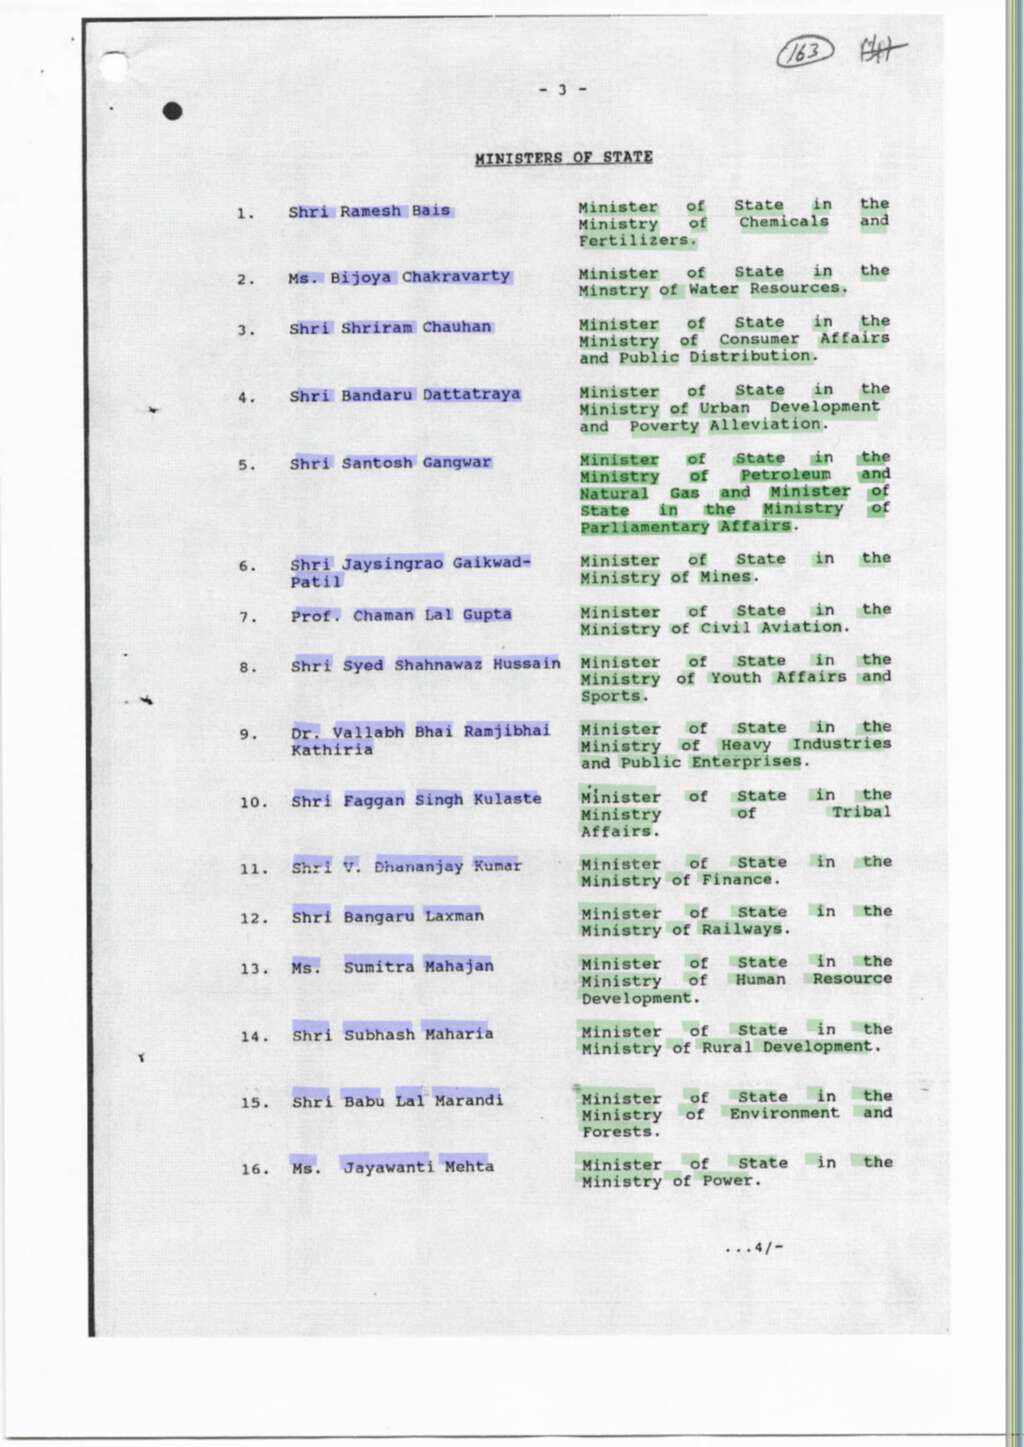 163
- 3 -
MINISTERS OF STATE
1. Shri Ramesh Bais Minister of State in the
Ministry of Chemicals and
Fertilizers.
2. Ms. Bijoya Chakravarty Minister of State in the
Minstry of Water Resources.
3. Shri Shriram Chauhan Minister of State in the
Ministry of Consumer Affairs
and Public Distribution.
4. Shri Bandaru Dattatraya Minister of State in the
Ministry of Urban Development
and Poverty Alleviation.
5. Shri Santosh Gangwar Minister of State in the
Ministry of Petroleum and
Natural Gas and Minister of
State in the Ministry of
Parliamentary Affairs.
6. Shri Jaysingrao Gaikwad- Minister of State in the
Patil Ministry of Mines.
7. Prof. Chaman Lal Gupta Minister of State in the
Ministry of Civil Aviation.
8. Shri Syed Shahnawaz Hussain Minister of State in the
Ministry of Youth Affairs and
Sports.
9. Dr. Vallabh Bhai Ramjibhai Minister of State in the
Kathiria Ministry of Heavy Industries
and Public Enterprises.
10. Shri Faggan Singh Kulaste Minister of State in the
Ministry of Tribal
Affairs.
11. Shri V. Dhananjay Kumar Minister of State in the
Ministry of Finance.
12. Shri Bangaru Laxman Minister of State in the
Ministry of Railways.
13. Ms. Sumitra Mahajan Minister of State in the
Ministry of Human Resource
Development.
14. Shri Subhash Maharia Minister of State in the
Ministry of Rural Development.
15. Shri Babu Lal Marandi Minister of State in the
Ministry of Environment and
Forests.
16. Ms. Jayawanti Mehta Minister of State in the
Ministry of Power.
...4/-